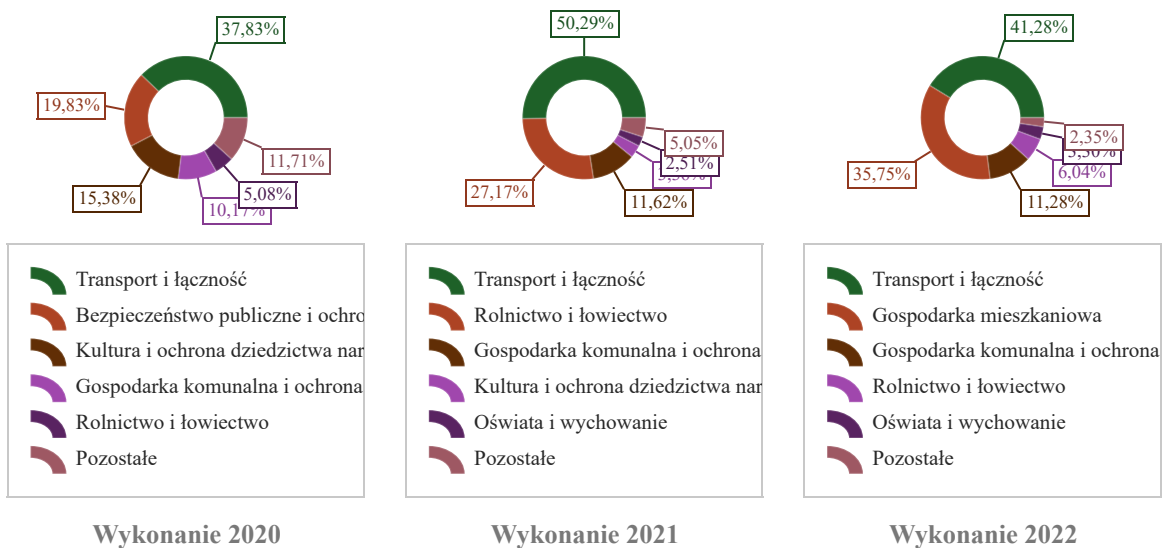 37,83%
19,83%
15,38%
10,17%
5,08%
11,71%
Transport i łączność
Bezpieczeństwo publiczne i ochro
Kultura i ochrona dziedzictwa nar
Gospodarka komunalna i ochrona
Rolnictwo i łowiectwo
Pozostałe
Wykonanie 2020
50,29%
27,17%
11,62%
2,51%
5,05%
Transport i łączność
Rolnictwo i łowiectwo
Gospodarka komunalna i ochrona
Kultura i ochrona dziedzictwa nar
Oświata i wychowanie
Pozostałe
Wykonanie 2021
41,28%
35,75%
11,28%
6,04%
2,35%
Transport i łączność
Gospodarka mieszkaniowa
Gospodarka komunalna i ochrona
Rolnictwo i łowiectwo
Oświata i wychowanie
Pozostałe
Wykonanie 2022